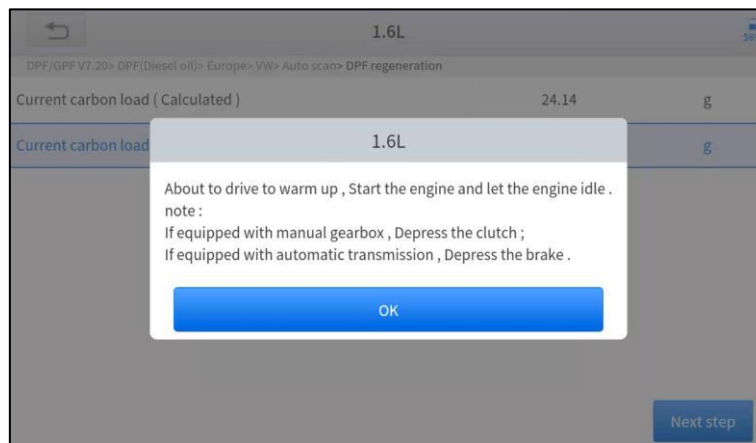 1.6L
DPF/GPF V7.20> DPF(Diesel oil)> Europe> VW> Auto scan> DPF regeneration
Current carbon load ( Calculated ) 24.14 g
Current carbon load g
1.6L
About to drive to warm up , Start the engine and let the engine idle .
note :
If equipped with manual gearbox , Depress the clutch ;
If equipped with automatic transmission , Depress the brake .
OK
Next step